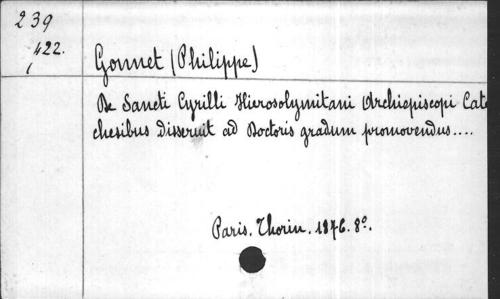 239
422.
1
Gonnet (Philippe)
De Sancti Cyrilli Hierosolymitani Archiepiscopi Cate
chesibus Disseruit ad Doctoris gradum promovendus....
Paris. Thorin. 1876. 8º.